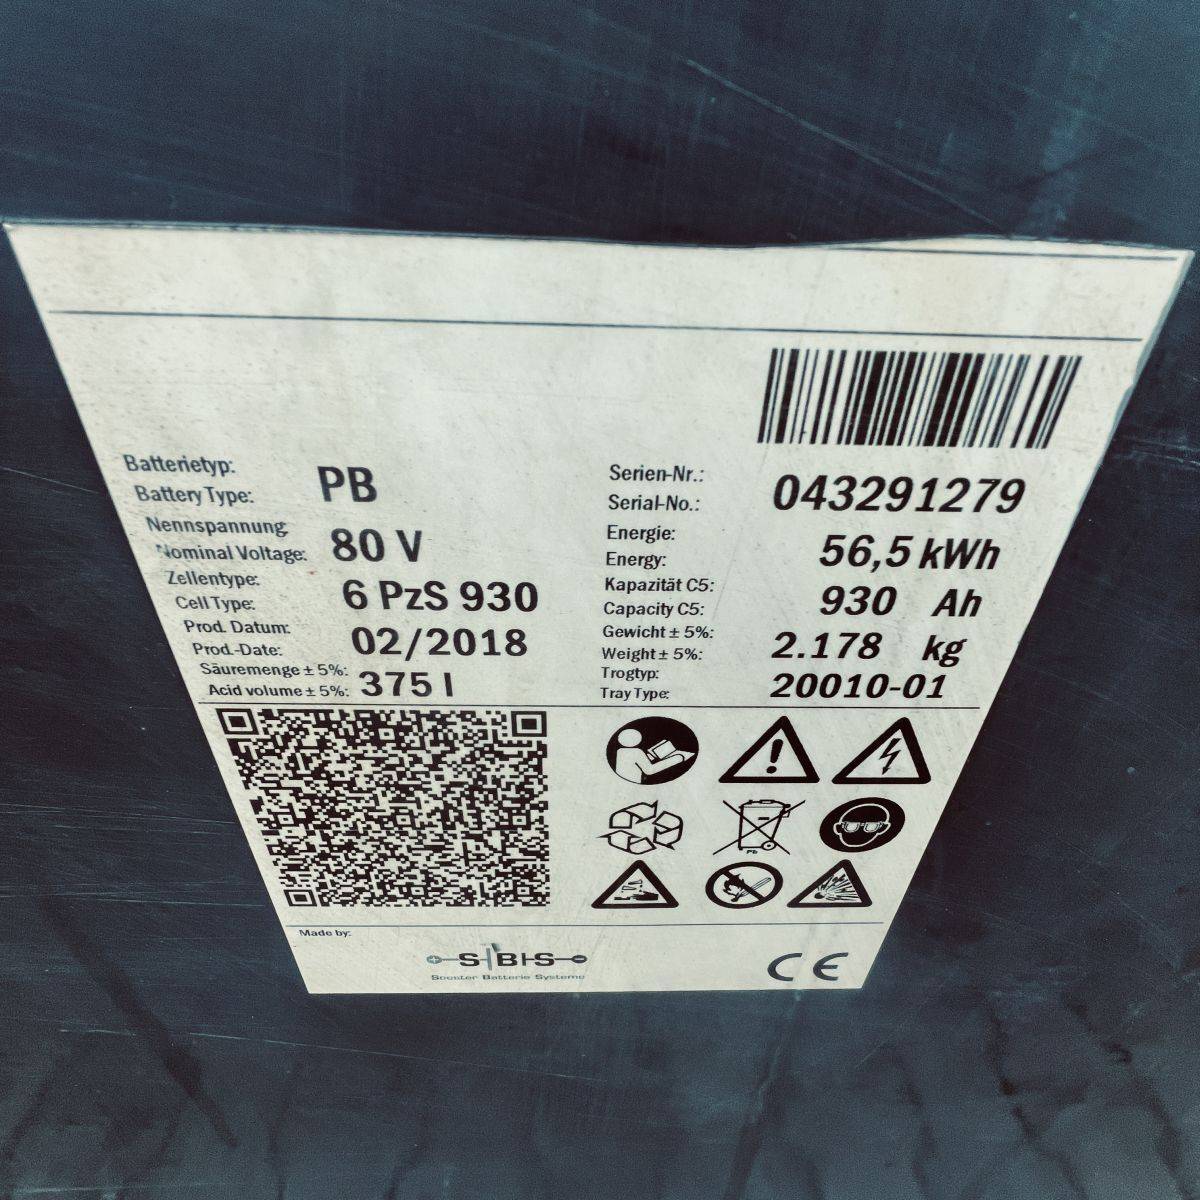 Batterietyp:
Battery Type: PB
Nennspannung:
Nominal Voltage: 80 V
Zellentype:
Cell Type: 6 PzS 930
Prod. Datum:
Prod.-Date: 02/2018
Säuremenge ± 5%:
Acid volume ± 5%: 375 l
Serien-Nr.:
Serial-No.: 043291279
Energie:
Energy: 56,5 kWh
Kapazität C5:
Capacity C5: 930 Ah
Gewicht ± 5%:
Weight ± 5%: 2.178 kg
Trogtyp:
Tray Type: 20010-01
Pb
Made by:
SBS
Batterie Systeme
CE